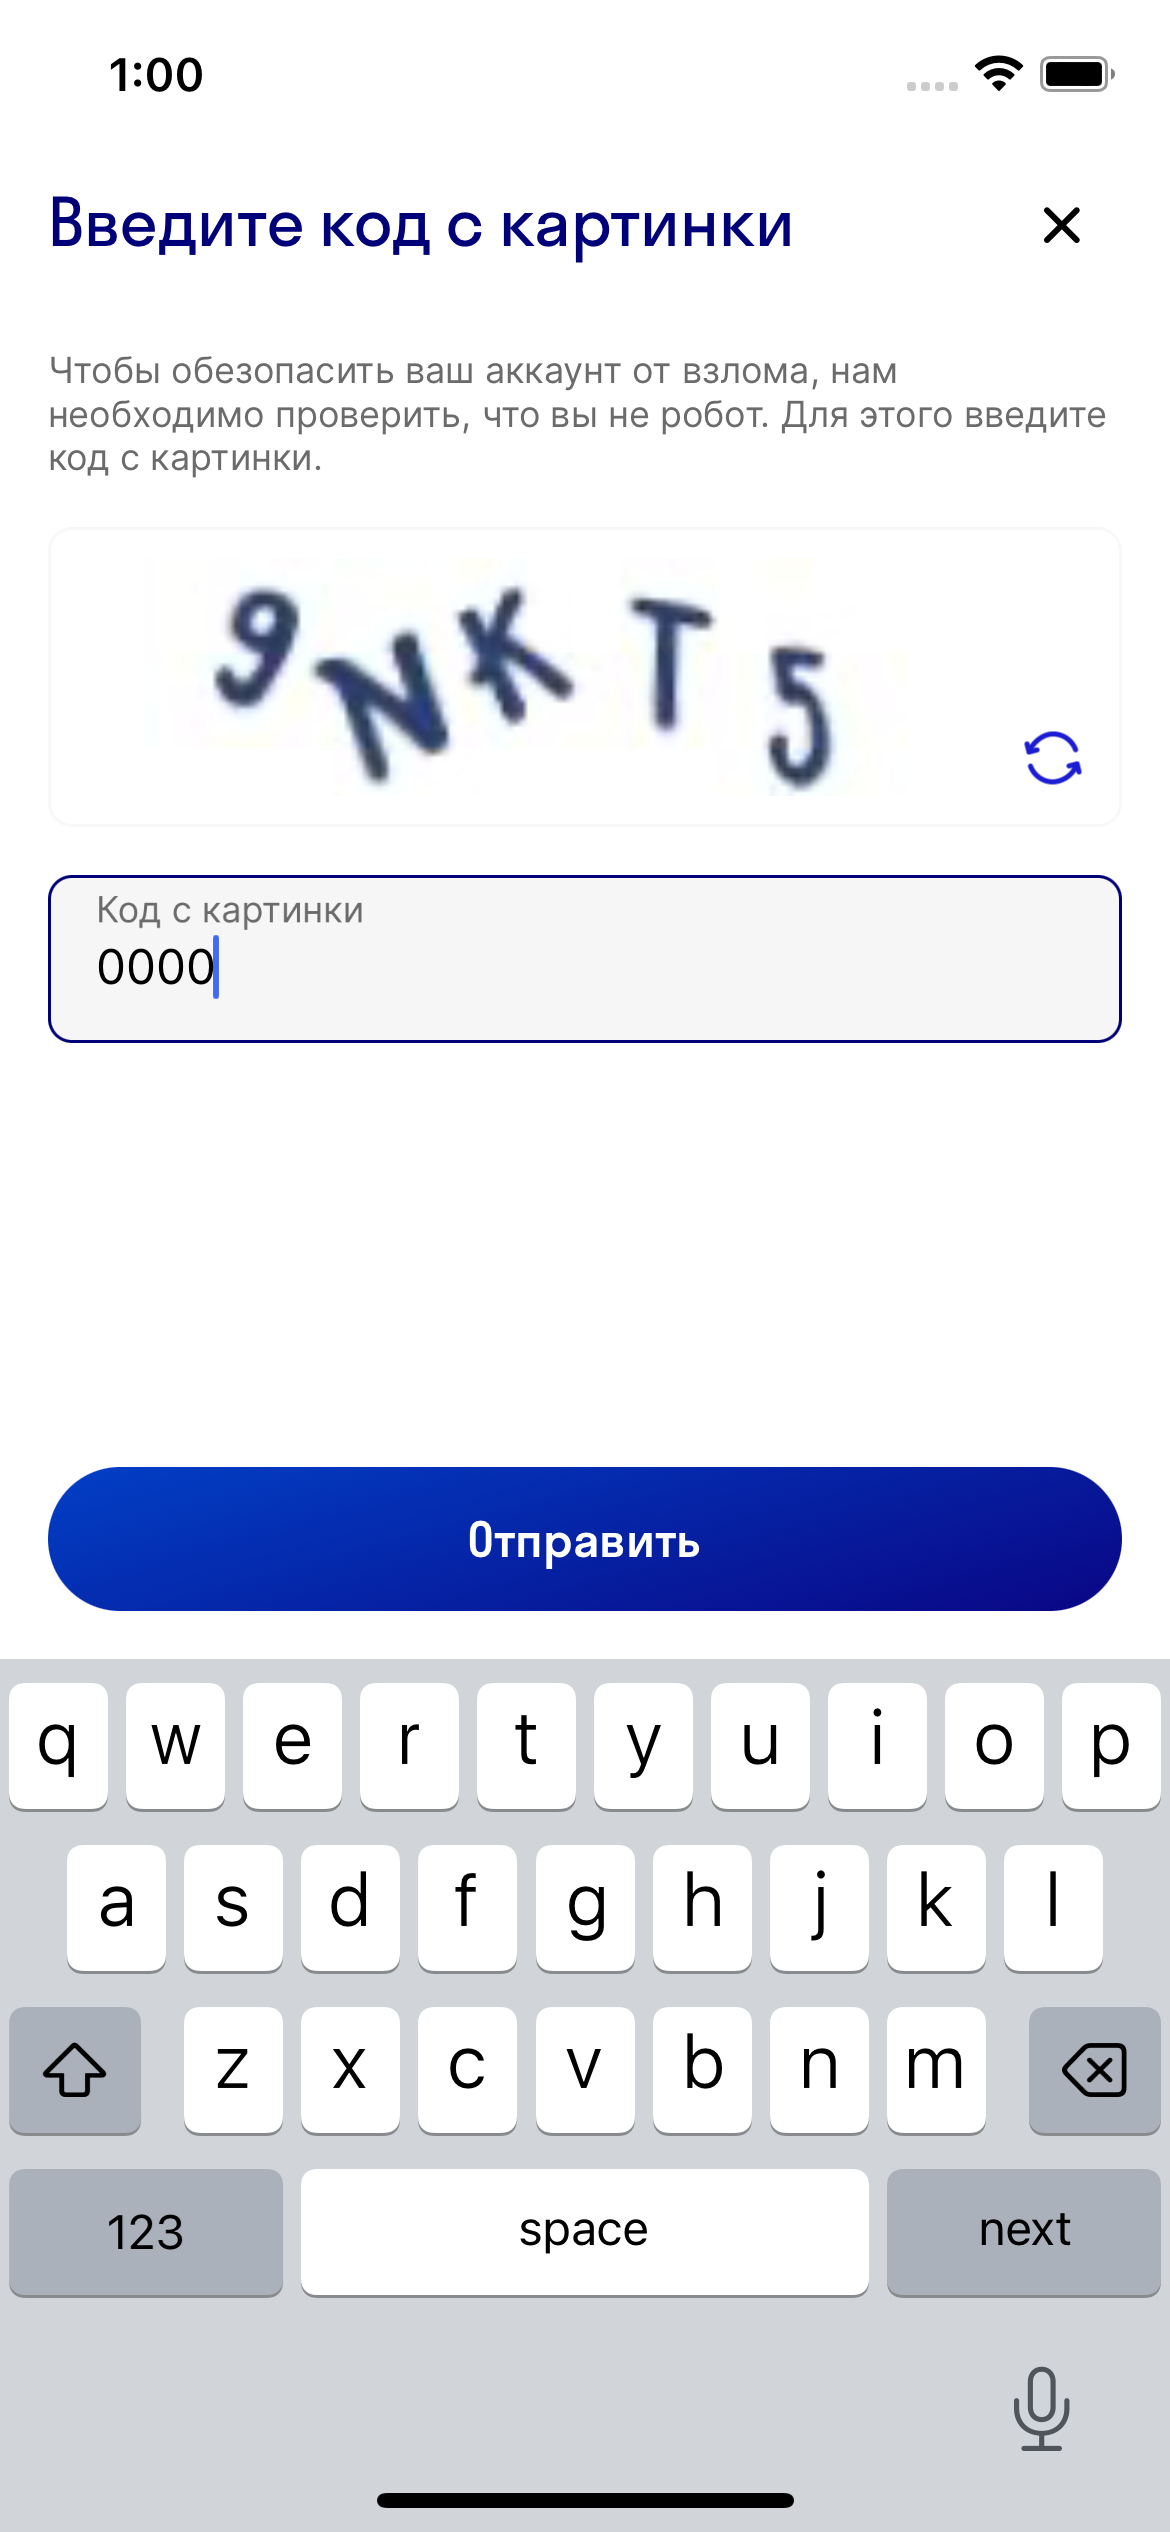 1:00
Введите код с картинки
Чтобы обезопасить ваш аккаунт от взлома, нам
необходимо проверить, что вы не робот. Для этого введите
код с картинки.
9NKT5
Код с картинки
0000
Отправить
q w e r t y u i o p
a s d f g h j k l
z x c v b n m
123 space next